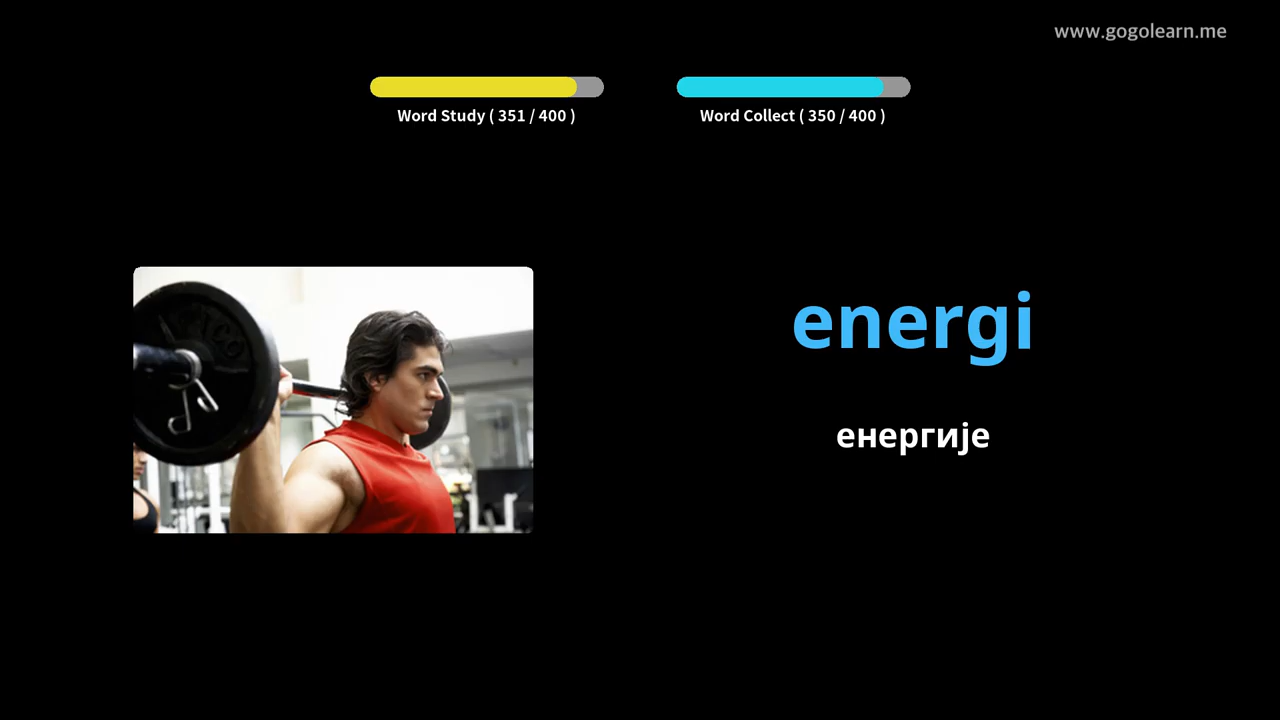 www.gogolearn.me
Word Study ( 351 / 400 )
Word Collect ( 350 / 400 )
energi
енергије